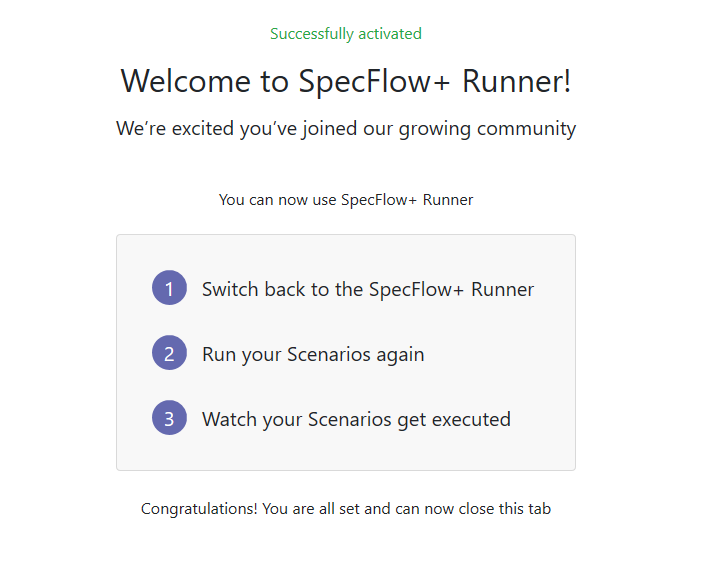 Successfully activated
Welcome to SpecFlow+ Runner!
We’re excited you’ve joined our growing community
You can now use SpecFlow+ Runner
1 Switch back to the SpecFlow+ Runner
2 Run your Scenarios again
3 Watch your Scenarios get executed
Congratulations! You are all set and can now close this tab